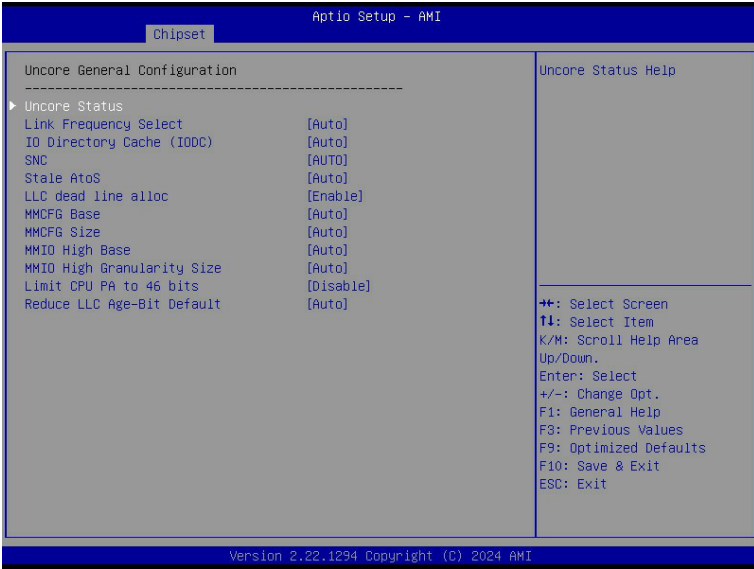 Aptio Setup – AMI
Chipset
Uncore General Configuration
--------------------------------------------------
Uncore Status
Link Frequency Select [Auto]
IO Directory Cache (IODC) [Auto]
SNC [AUTO]
Stale AtoS [Auto]
LLC dead line alloc [Enable]
MMCFG Base [Auto]
MMCFG Size [Auto]
MMIO High Base [Auto]
MMIO High Granularity Size [Auto]
Limit CPU PA to 46 bits [Disable]
Reduce LLC Age-Bit Default [Auto]
Uncore Status Help
→←: Select Screen
↑↓: Select Item
K/M: Scroll Help Area
Up/Down.
Enter: Select
+/-: Change Opt.
F1: General Help
F3: Previous Values
F9: Optimized Defaults
F10: Save & Exit
ESC: Exit
Version 2.22.1294 Copyright (C) 2024 AMI